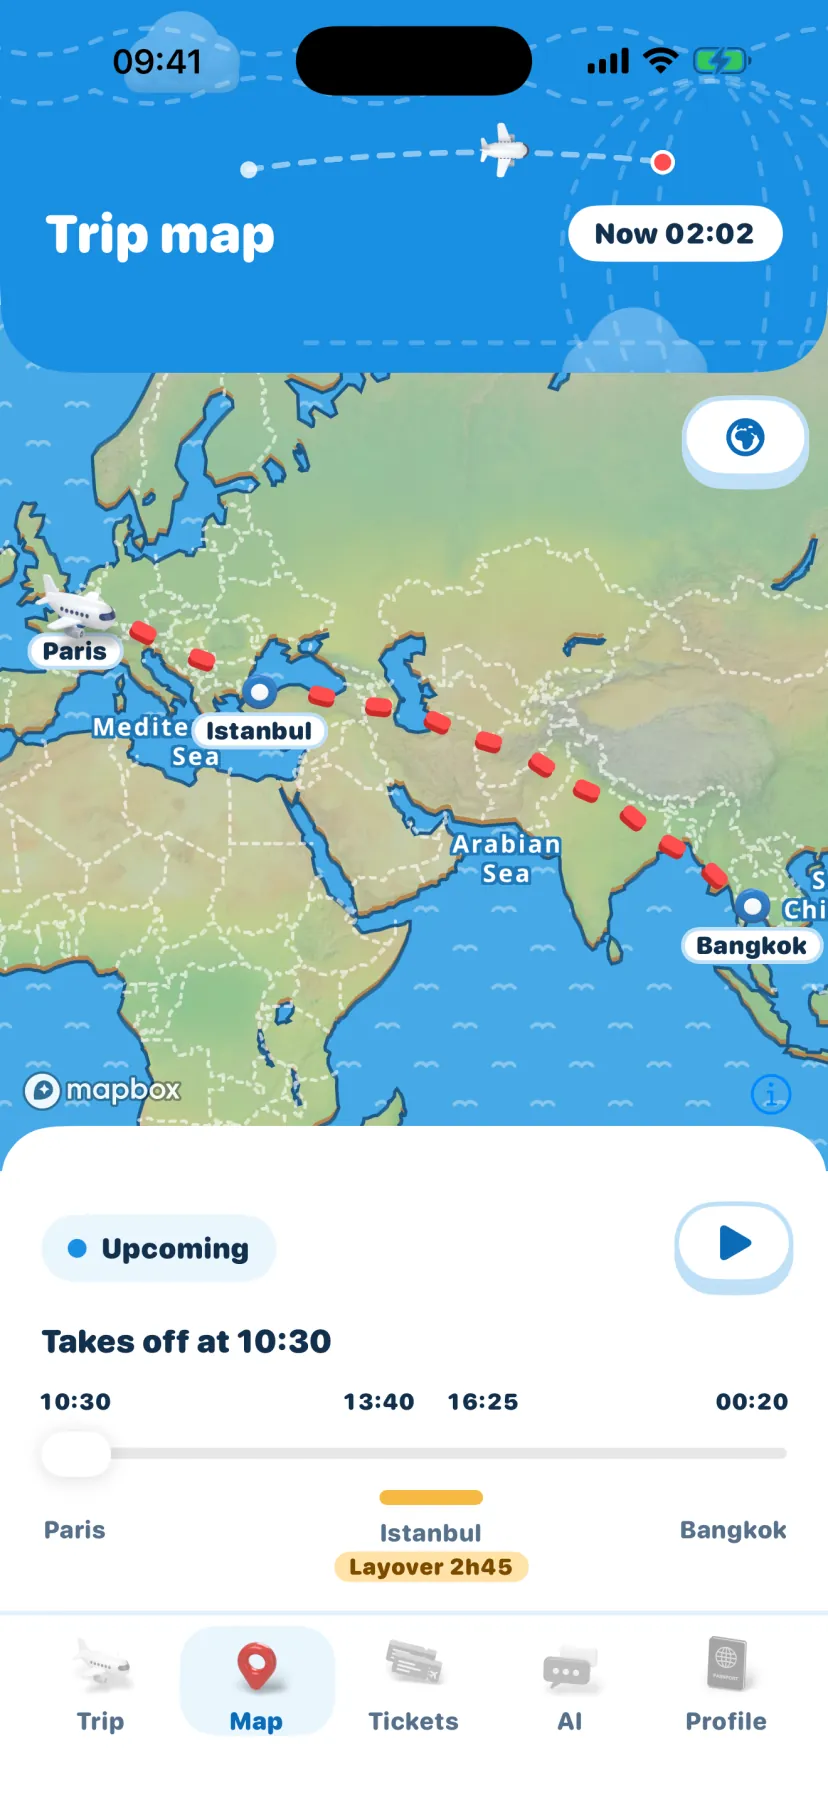 09:41
Trip map
Now 02:02
Paris
Istanbul
Medite
Sea
Arabian
Sea
S
Chi
Bangkok
mapbox
Upcoming
Takes off at 10:30
10:30 13:40 16:25 00:20
Paris Istanbul Bangkok
Layover 2h45
Trip Map Tickets AI Profile